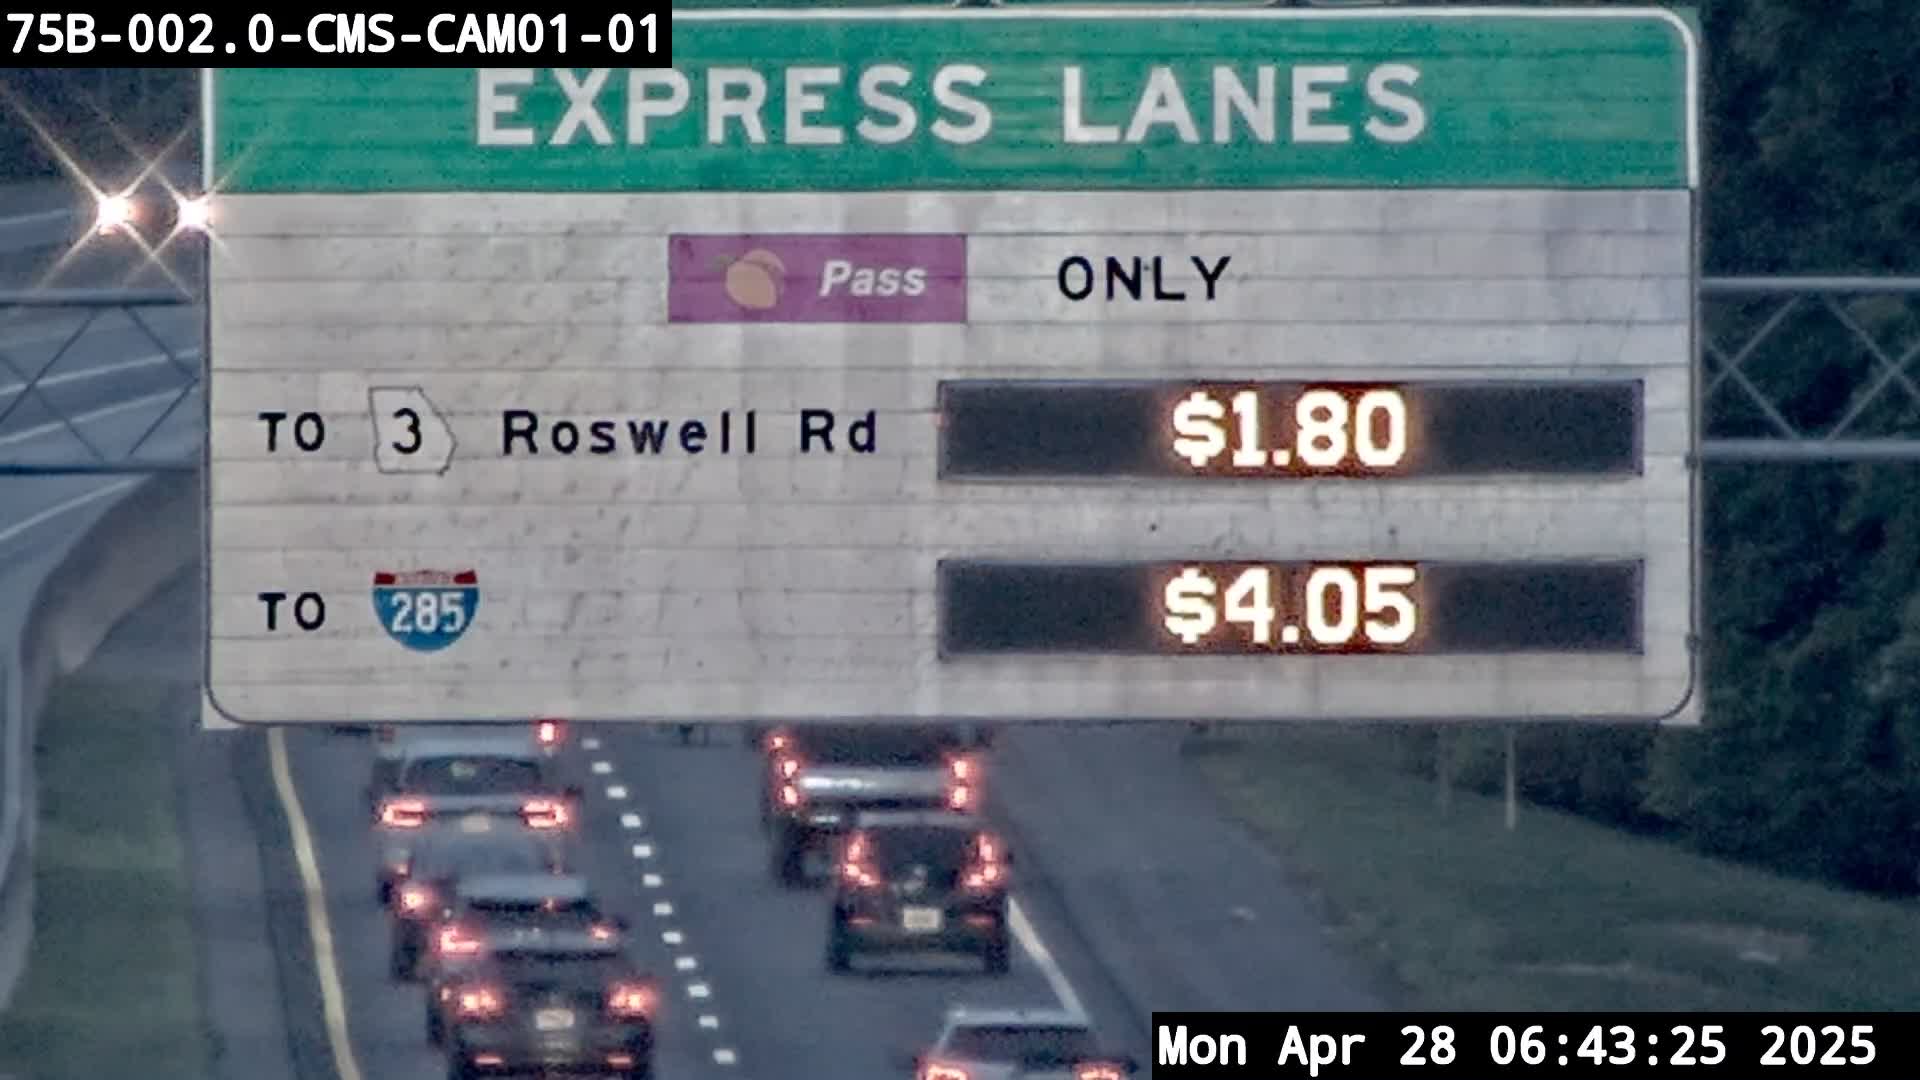 75B-002.0-CMS-CAM01-01
EXPRESS LANES
Pass ONLY
TO 3 Roswell Rd $1.80
TO 285 $4.05
Mon Apr 28 06:43:25 2025